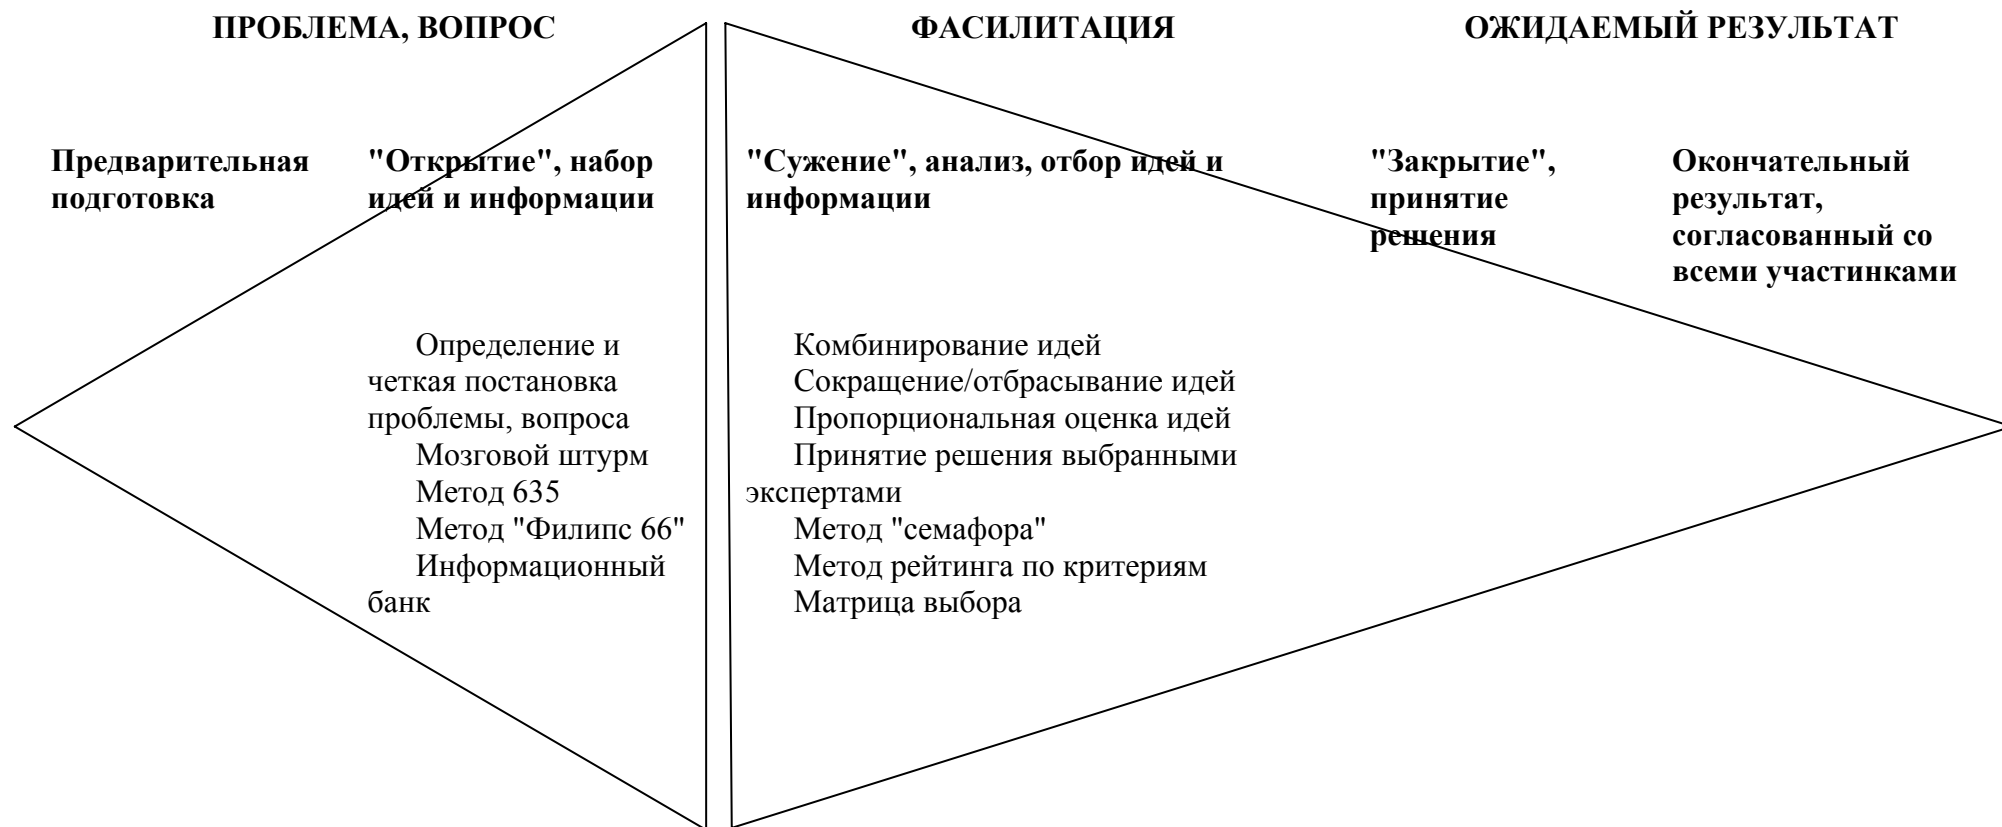 ПРОБЛЕМА, ВОПРОС
ФАСИЛИТАЦИЯ
ОЖИДАЕМЫЙ РЕЗУЛЬТАТ
Предварительная
подготовка
"Открытие", набор
идей и информации
"Сужение", анализ, отбор идей и
информации
"Закрытие",
принятие
решения
Окончательный
результат,
согласованный со
всеми участинками
Определение и
четкая постановка
проблемы, вопроса
Мозговой штурм
Метод 635
Метод "Филипс 66"
Информационный
банк
Комбинирование идей
Сокращение/отбрасывание идей
Пропорциональная оценка идей
Принятие решения выбранными
экспертами
Метод "семафора"
Метод рейтинга по критериям
Матрица выбора